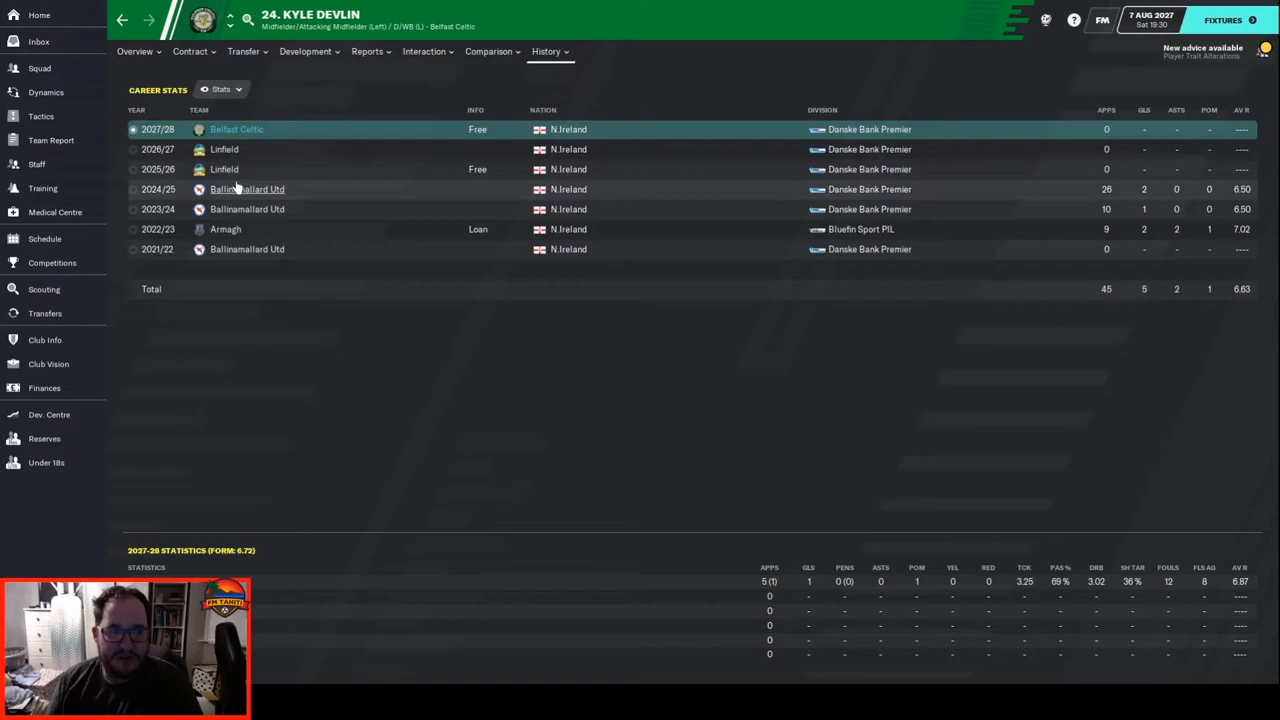 Home
24. KYLE DEVLIN
Midfielder/Attacking Midfielder (Left) / D/WB (L) - Belfast Celtic
FM
7 AUG 2027
Sat 19:30
FIXTURES
Inbox
Overview
Contract
Transfer
Development
Reports
Interaction
Comparison
History
New advice available
Player Trait Alterations
Squad
Dynamics
Tactics
Team Report
Staff
Training
Medical Centre
Schedule
Competitions
Scouting
Transfers
Club Info
Club Vision
Finances
Dev. Centre
Reserves
Under 18s
CAREER STATS Stats
YEAR TEAM INFO NATION DIVISION APPS GLS ASTS POM AV R
2027/28 Belfast Celtic Free N.Ireland Danske Bank Premier 0 - - - ----
2026/27 Linfield N.Ireland Danske Bank Premier 0 - - - ----
2025/26 Linfield Free N.Ireland Danske Bank Premier 0 - - - ----
2024/25 Ballinamallard Utd N.Ireland Danske Bank Premier 26 2 0 0 6.50
2023/24 Ballinamallard Utd N.Ireland Danske Bank Premier 10 1 0 0 6.50
2022/23 Armagh Loan N.Ireland Bluefin Sport PIL 9 2 2 1 7.02
2021/22 Ballinamallard Utd N.Ireland Danske Bank Premier 0 - - - ----
Total 45 5 2 1 6.63
2027-28 STATISTICS (FORM: 6.72)
STATISTICS APPS GLS PENS ASTS POM YEL RED TCK PAS % DRB SH TAR FOULS FLS AG AV R
5 (1) 1 0 (0) 0 1 0 0 3.25 69 % 3.02 36 % 12 8 6.87
0 - - - - - - - - - - - - ----
0 - - - - - - - - - - - - ----
0 - - - - - - - - - - - - ----
0 - - - - - - - - - - - - ----
0 - - - - - - - - - - - - ----
FM TAHITI